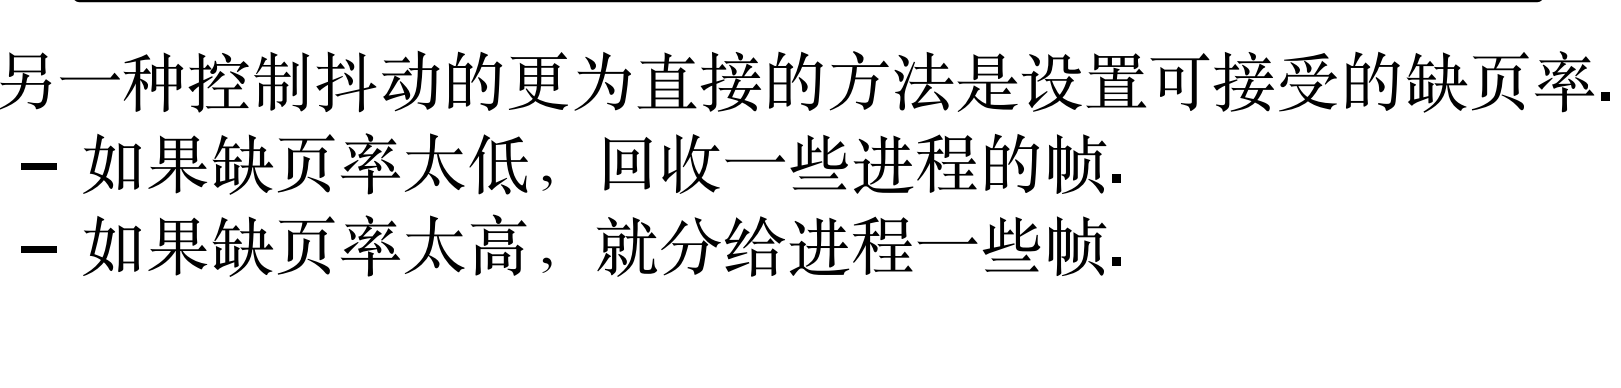 另一种控制抖动的更为直接的方法是设置可接受的缺页率.
– 如果缺页率太低，回收一些进程的帧.
– 如果缺页率太高，就分给进程一些帧.